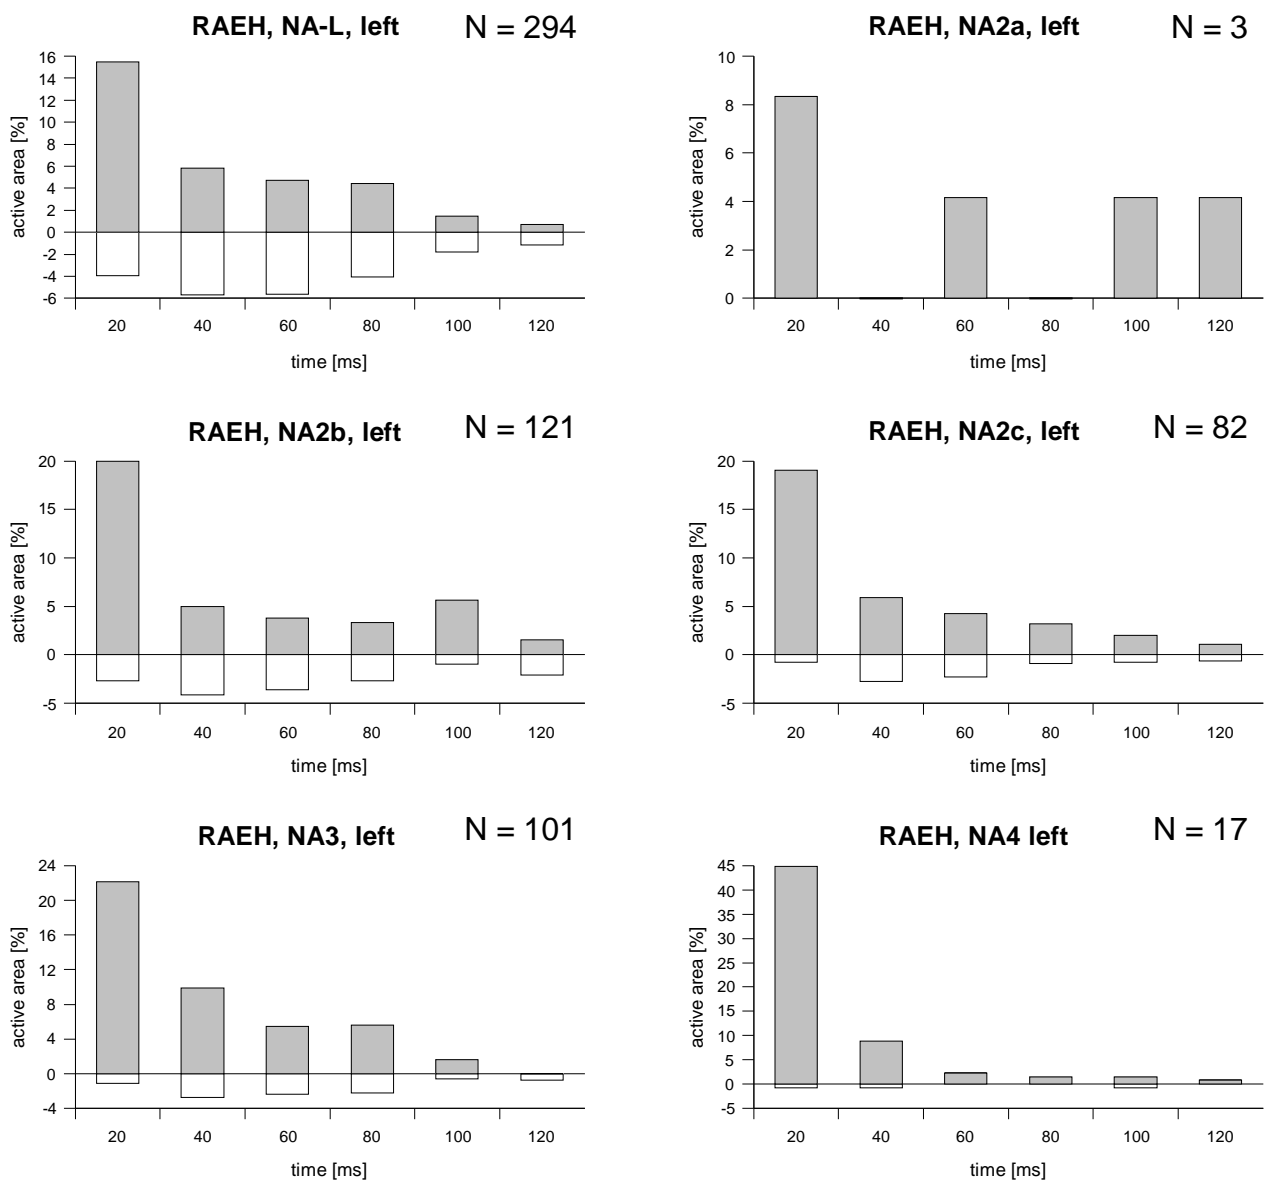 RAEH, NA-L, left N = 294
active area [%]
16
14
12
10
8
6
4
2
0
-2
-4
-6
20 40 60 80 100 120
time [ms]
RAEH, NA2a, left N = 3
active area [%]
10
8
6
4
2
0
20 40 60 80 100 120
time [ms]
RAEH, NA2b, left N = 121
active area [%]
20
15
10
5
0
-5
20 40 60 80 100 120
time [ms]
RAEH, NA2c, left N = 82
active area [%]
20
15
10
5
0
-5
20 40 60 80 100 120
time [ms]
RAEH, NA3, left N = 101
active area [%]
24
20
16
12
8
4
0
-4
20 40 60 80 100 120
time [ms]
RAEH, NA4 left N = 17
active area [%]
45
40
35
30
25
20
15
10
5
0
-5
20 40 60 80 100 120
time [ms]